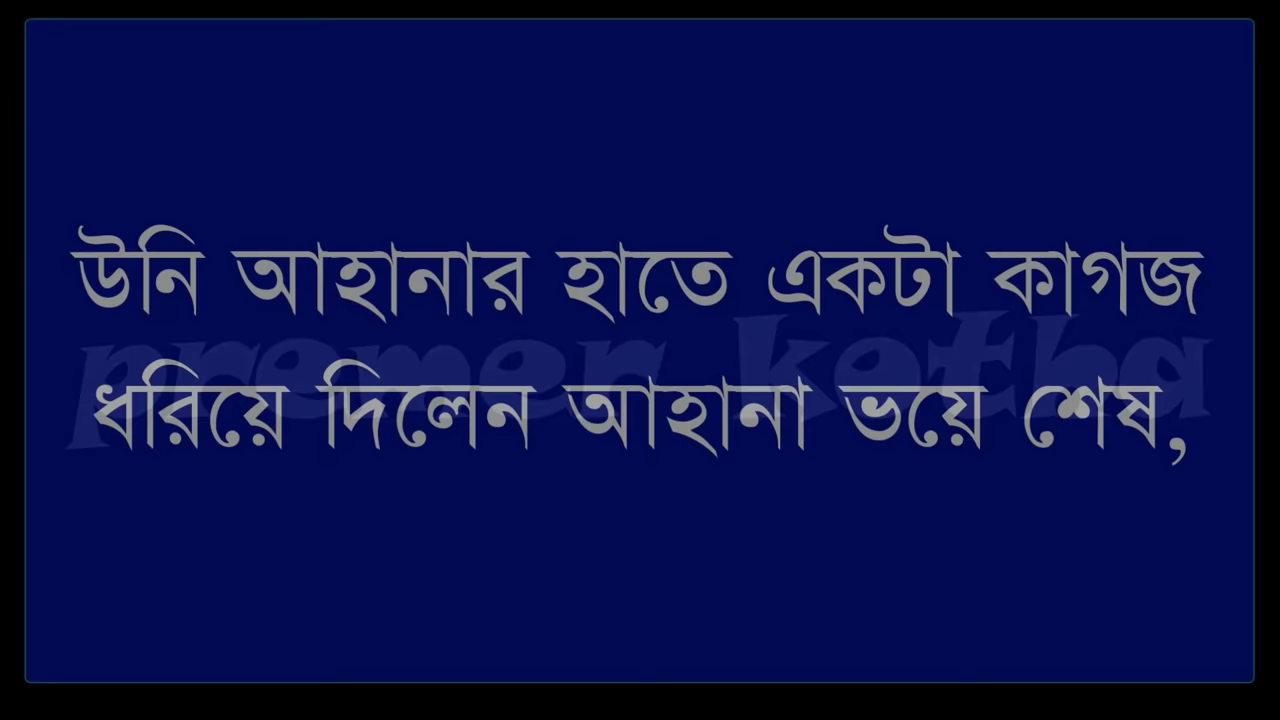 উনি আহানার হাতে একটা কাগজ
premer kotha
ধরিয়ে দিলেন আহানা ভয়ে শেষ,